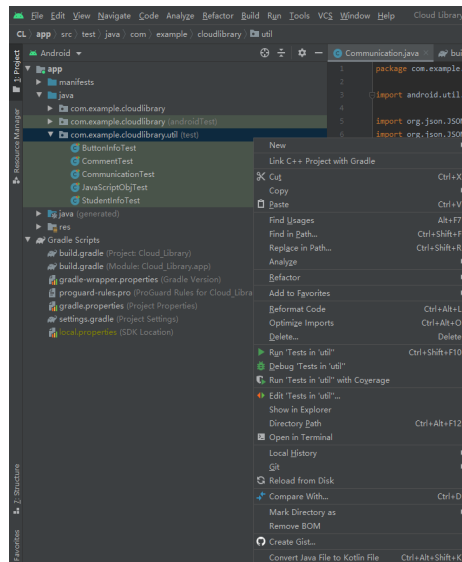 File Edit View Navigate Code Analyze Refactor Build Run Tools VCS Window Help Cloud Library
CL app src test java com example cloudlibrary util
1: Project
Resource Manager
Z: Structure
Favorites
Android
Communication.java bui
app
manifests
java
com.example.cloudlibrary
com.example.cloudlibrary (androidTest)
com.example.cloudlibrary.util (test)
ButtonInfoTest
CommentTest
CommunicationTest
JavaScriptObjTest
StudentInfoTest
java (generated)
res
Gradle Scripts
build.gradle (Project: Cloud_Library)
build.gradle (Module: Cloud_Library.app)
gradle-wrapper.properties (Gradle Version)
proguard-rules.pro (ProGuard Rules for Cloud_Libra
gradle.properties (Project Properties)
settings.gradle (Project Settings)
local.properties (SDK Location)
1 package com.example
2
3 import android.util
4
5 import org.json.JSON
6 import org.json.JSON
New
Link C++ Project with Gradle
Cut Ctrl+X
Copy
Paste Ctrl+V
Find Usages Alt+F7
Find in Path... Ctrl+Shift+F
Replace in Path... Ctrl+Shift+R
Analyze
Refactor
Add to Favorites
Reformat Code Ctrl+Alt+L
Optimize Imports Ctrl+Alt+O
Delete... Delete
Run 'Tests in 'util'' Ctrl+Shift+F10
Debug 'Tests in 'util''
Run 'Tests in 'util'' with Coverage
Edit 'Tests in 'util''...
Show in Explorer
Directory Path Ctrl+Alt+F12
Open in Terminal
Local History
Git
Reload from Disk
Compare With... Ctrl+D
Mark Directory as
Remove BOM
Create Gist...
Convert Java File to Kotlin File Ctrl+Alt+Shift+K